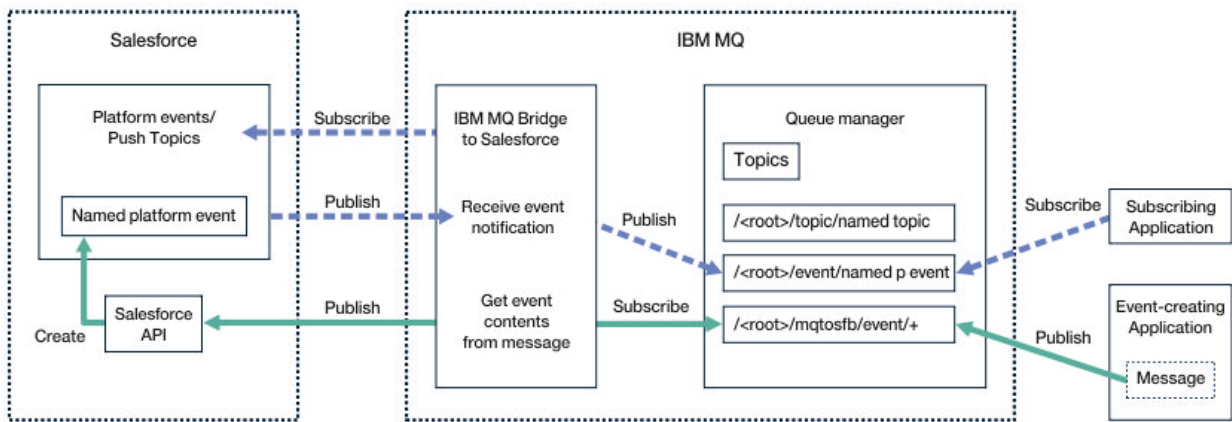 Salesforce
IBM MQ
Platform events/
Push Topics
Subscribe
IBM MQ Bridge
to Salesforce
Queue manager
Topics
Named platform event
Publish
Receive event
notification
Publish
/<root>/topic/named topic
Subscribe
Subscribing
Application
/<root>/event/named p event
Create
Salesforce
API
Publish
Get event
contents
from message
Subscribe
/<root>/mqtosfb/event/+
Publish
Event-creating
Application
Message